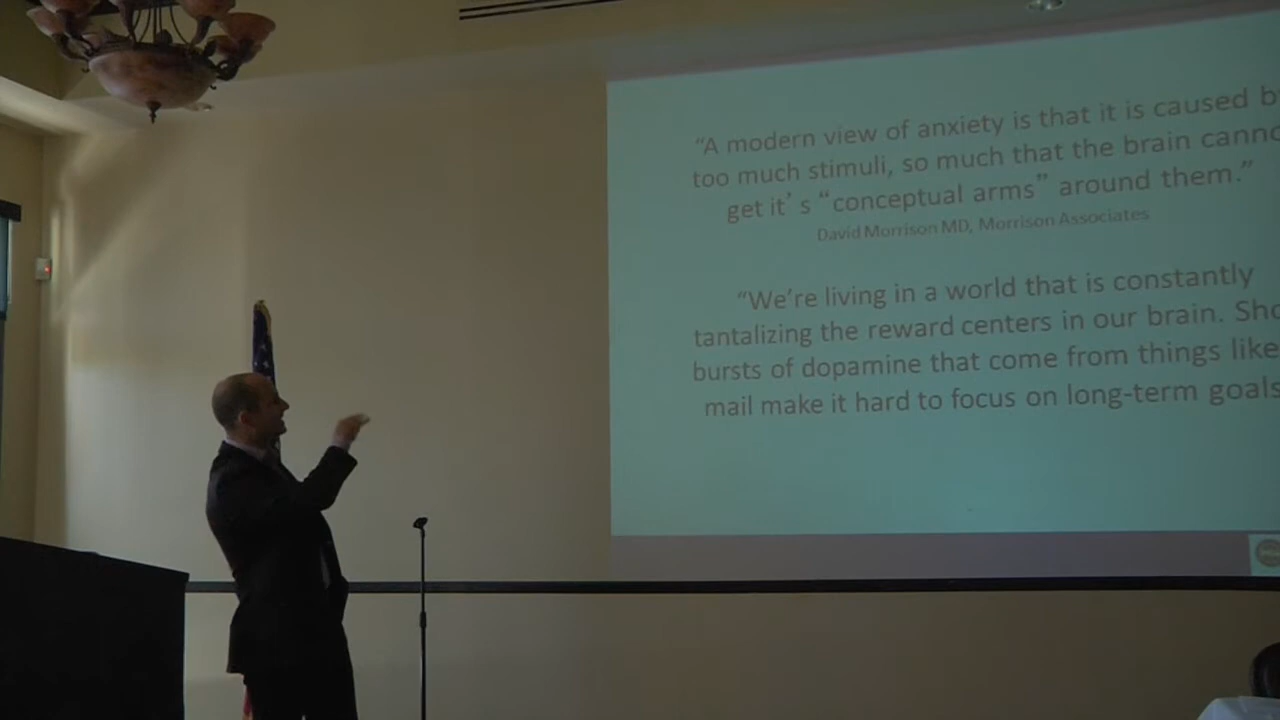 “A modern view of anxiety is that it is caused b
too much stimuli, so much that the brain canno
get it’ s “conceptual arms” around them.”
David Morrison MD, Morrison Associates
“We’re living in a world that is constantly
tantalizing the reward centers in our brain. Sho
bursts of dopamine that come from things like
mail make it hard to focus on long-term goals